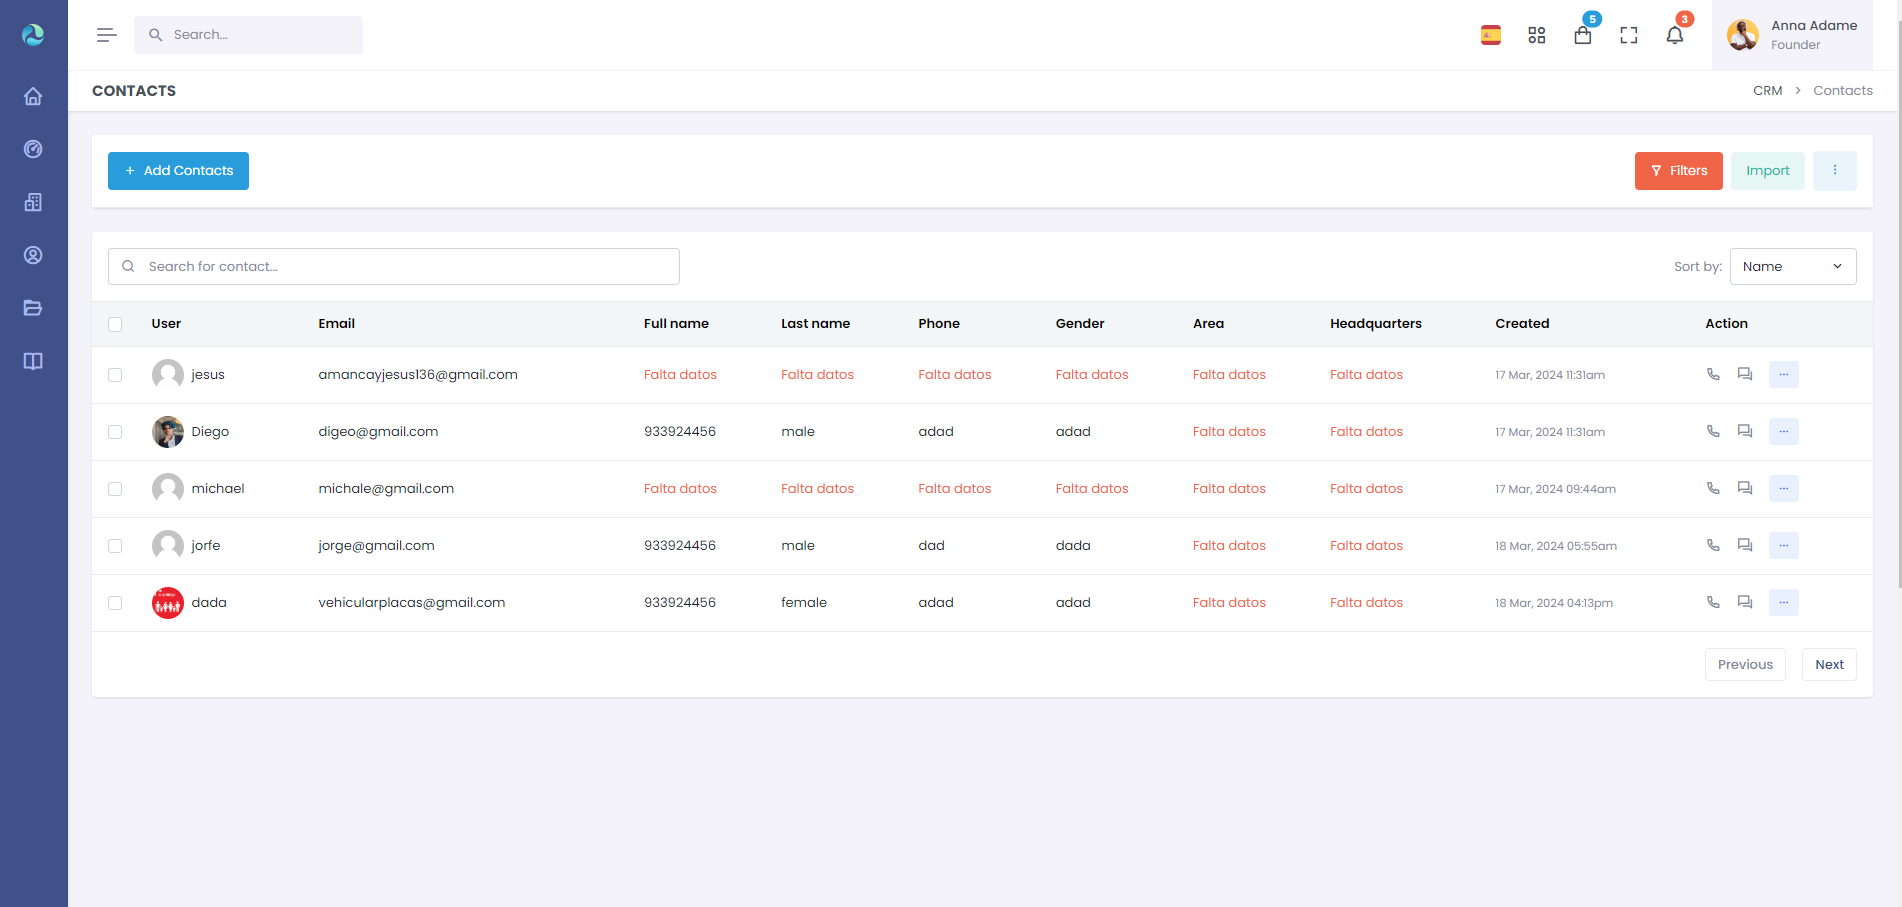 Search...
5
3
Anna Adame
Founder
CONTACTS
CRM > Contacts
+ Add Contacts
Filters
Import
Search for contact...
Sort by: Name
User Email Full name Last name Phone Gender Area Headquarters Created Action
jesus amancayjesus136@gmail.com Falta datos Falta datos Falta datos Falta datos Falta datos Falta datos 17 Mar, 2024 11:31am
Diego digeo@gmail.com 933924456 male adad adad Falta datos Falta datos 17 Mar, 2024 11:31am
michael michale@gmail.com Falta datos Falta datos Falta datos Falta datos Falta datos Falta datos 17 Mar, 2024 09:44am
jorfe jorge@gmail.com 933924456 male dad dada Falta datos Falta datos 18 Mar, 2024 05:55am
dada vehicularplacas@gmail.com 933924456 female adad adad Falta datos Falta datos 18 Mar, 2024 04:13pm
Previous Next